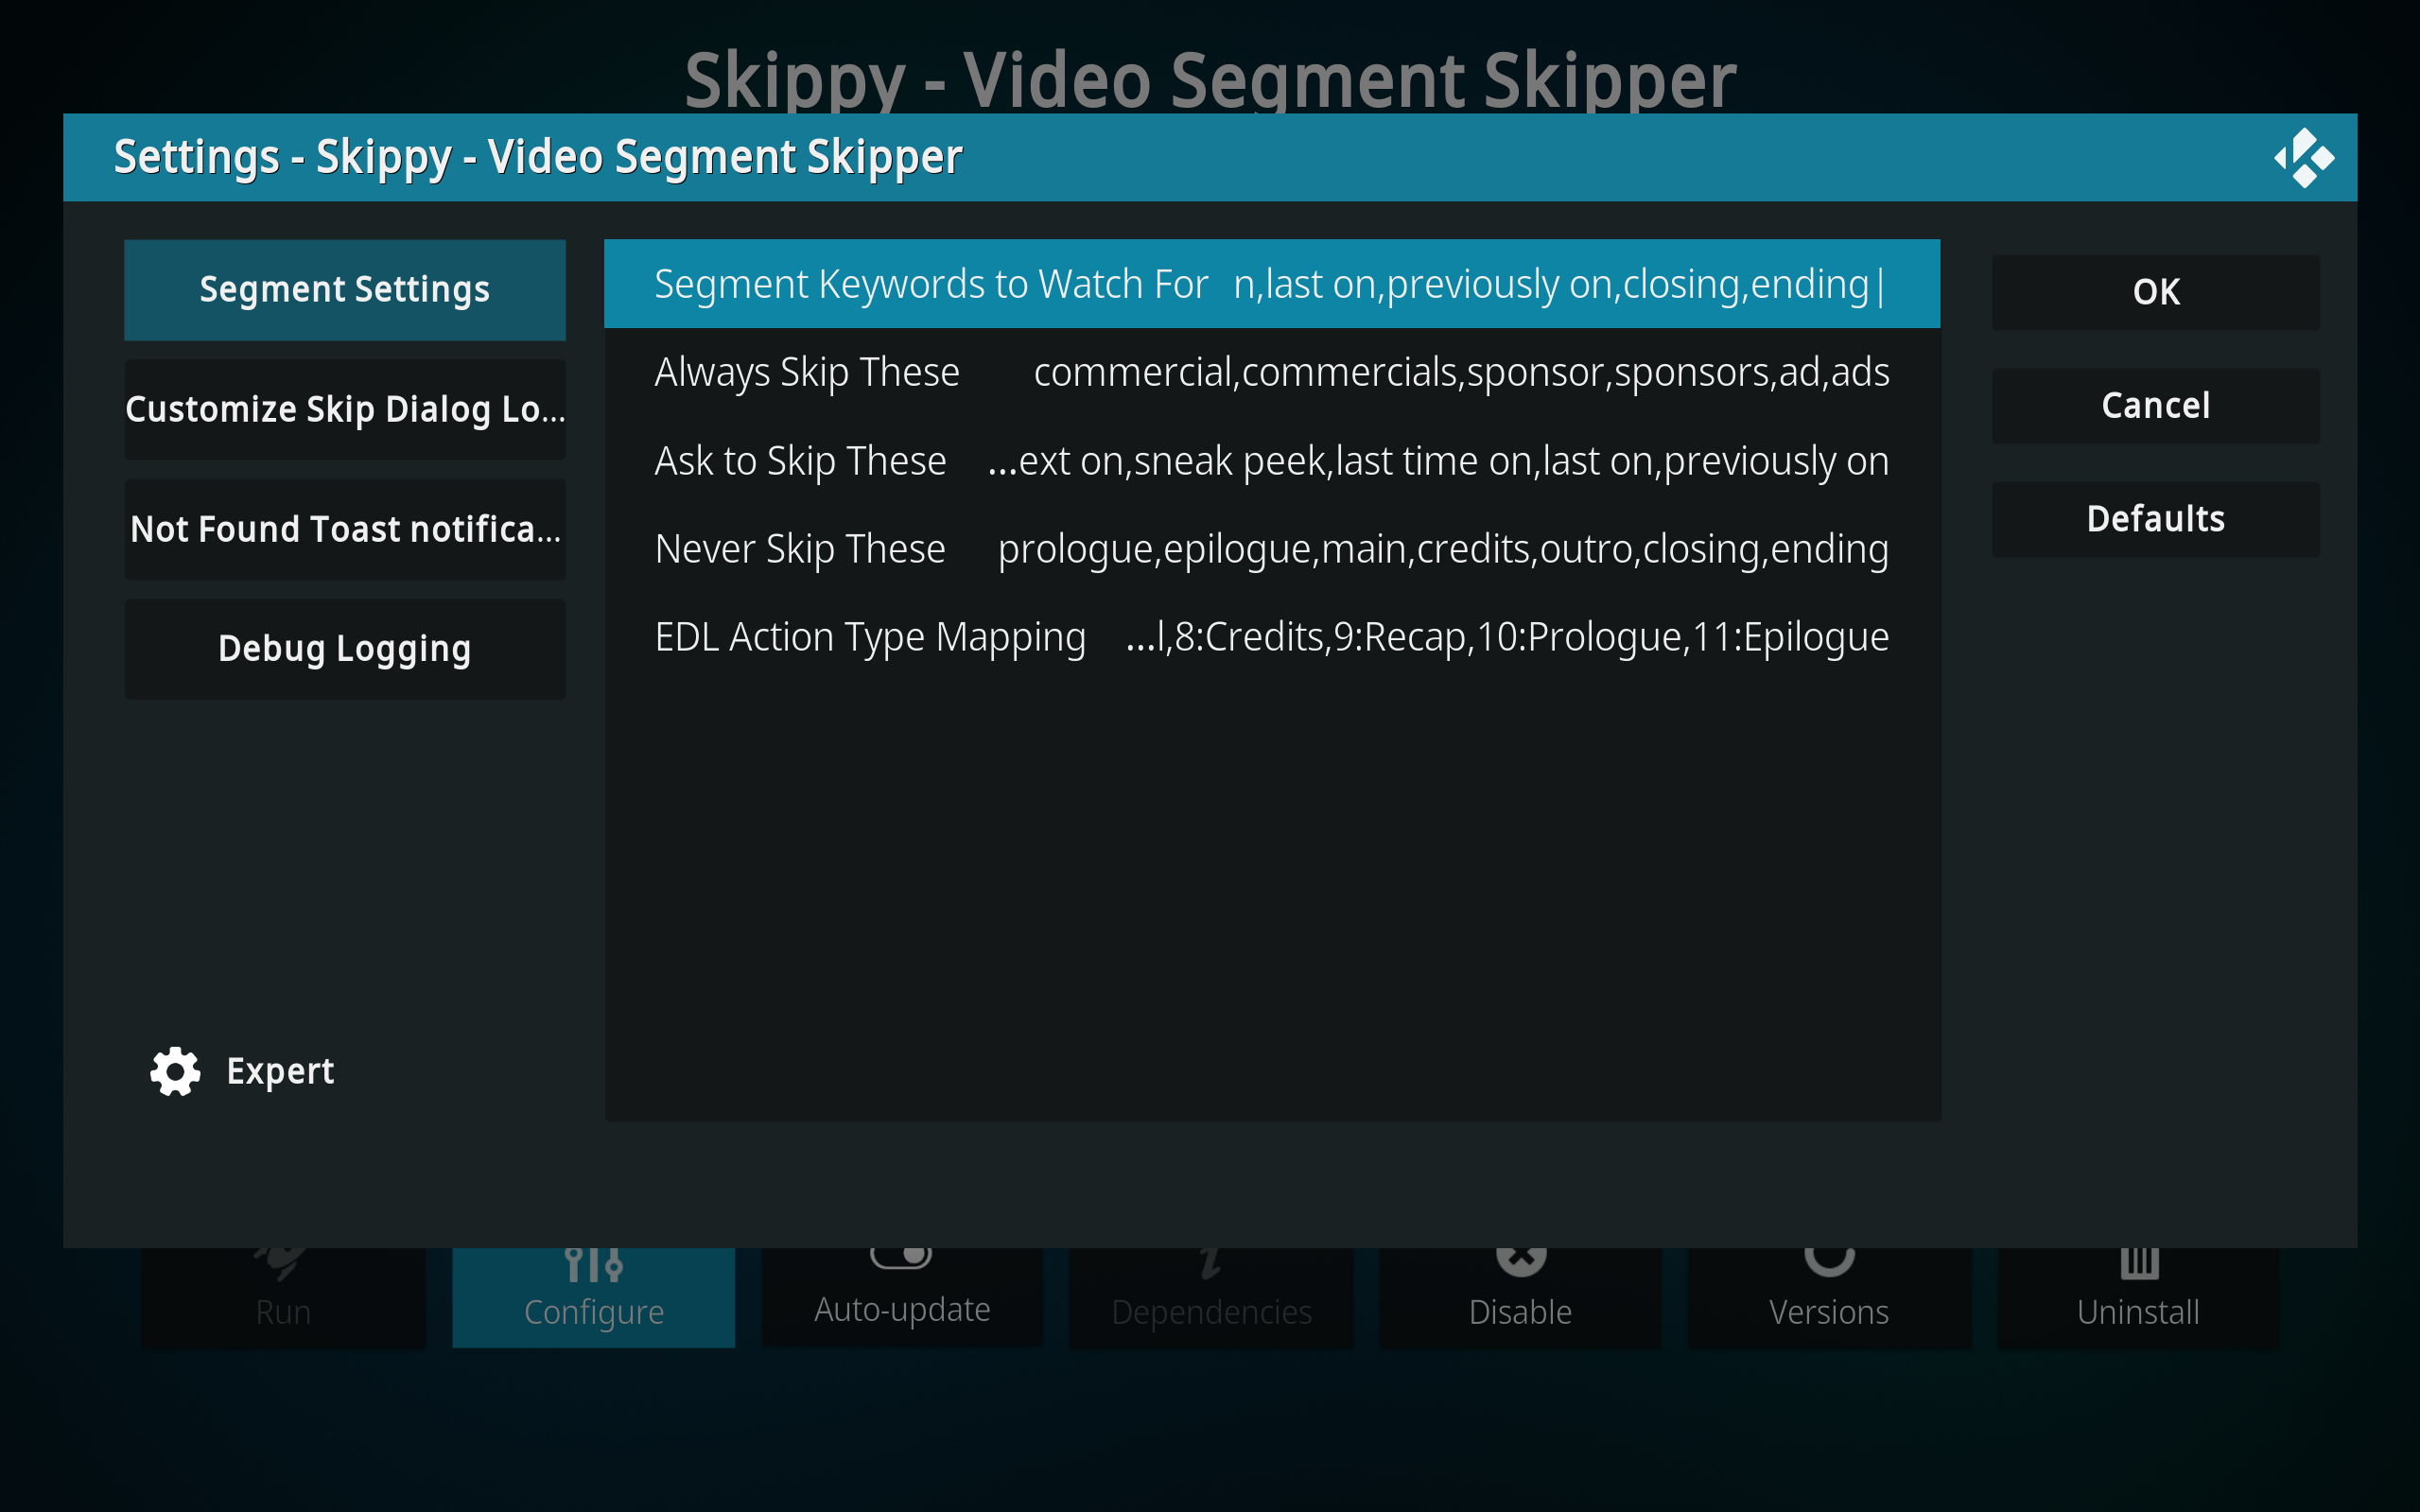 Skippy - Video Segment Skipper
Settings - Skippy - Video Segment Skipper
Segment Settings
Customize Skip Dialog Lo...
Not Found Toast notifica...
Debug Logging
Expert
Segment Keywords to Watch For n,last on,previously on,closing,ending|
Always Skip These commercial,commercials,sponsor,sponsors,ad,ads
Ask to Skip These ...ext on,sneak peek,last time on,last on,previously on
Never Skip These prologue,epilogue,main,credits,outro,closing,ending
EDL Action Type Mapping ...l,8:Credits,9:Recap,10:Prologue,11:Epilogue
OK
Cancel
Defaults
Run
Configure
Auto-update
Dependencies
Disable
Versions
Uninstall